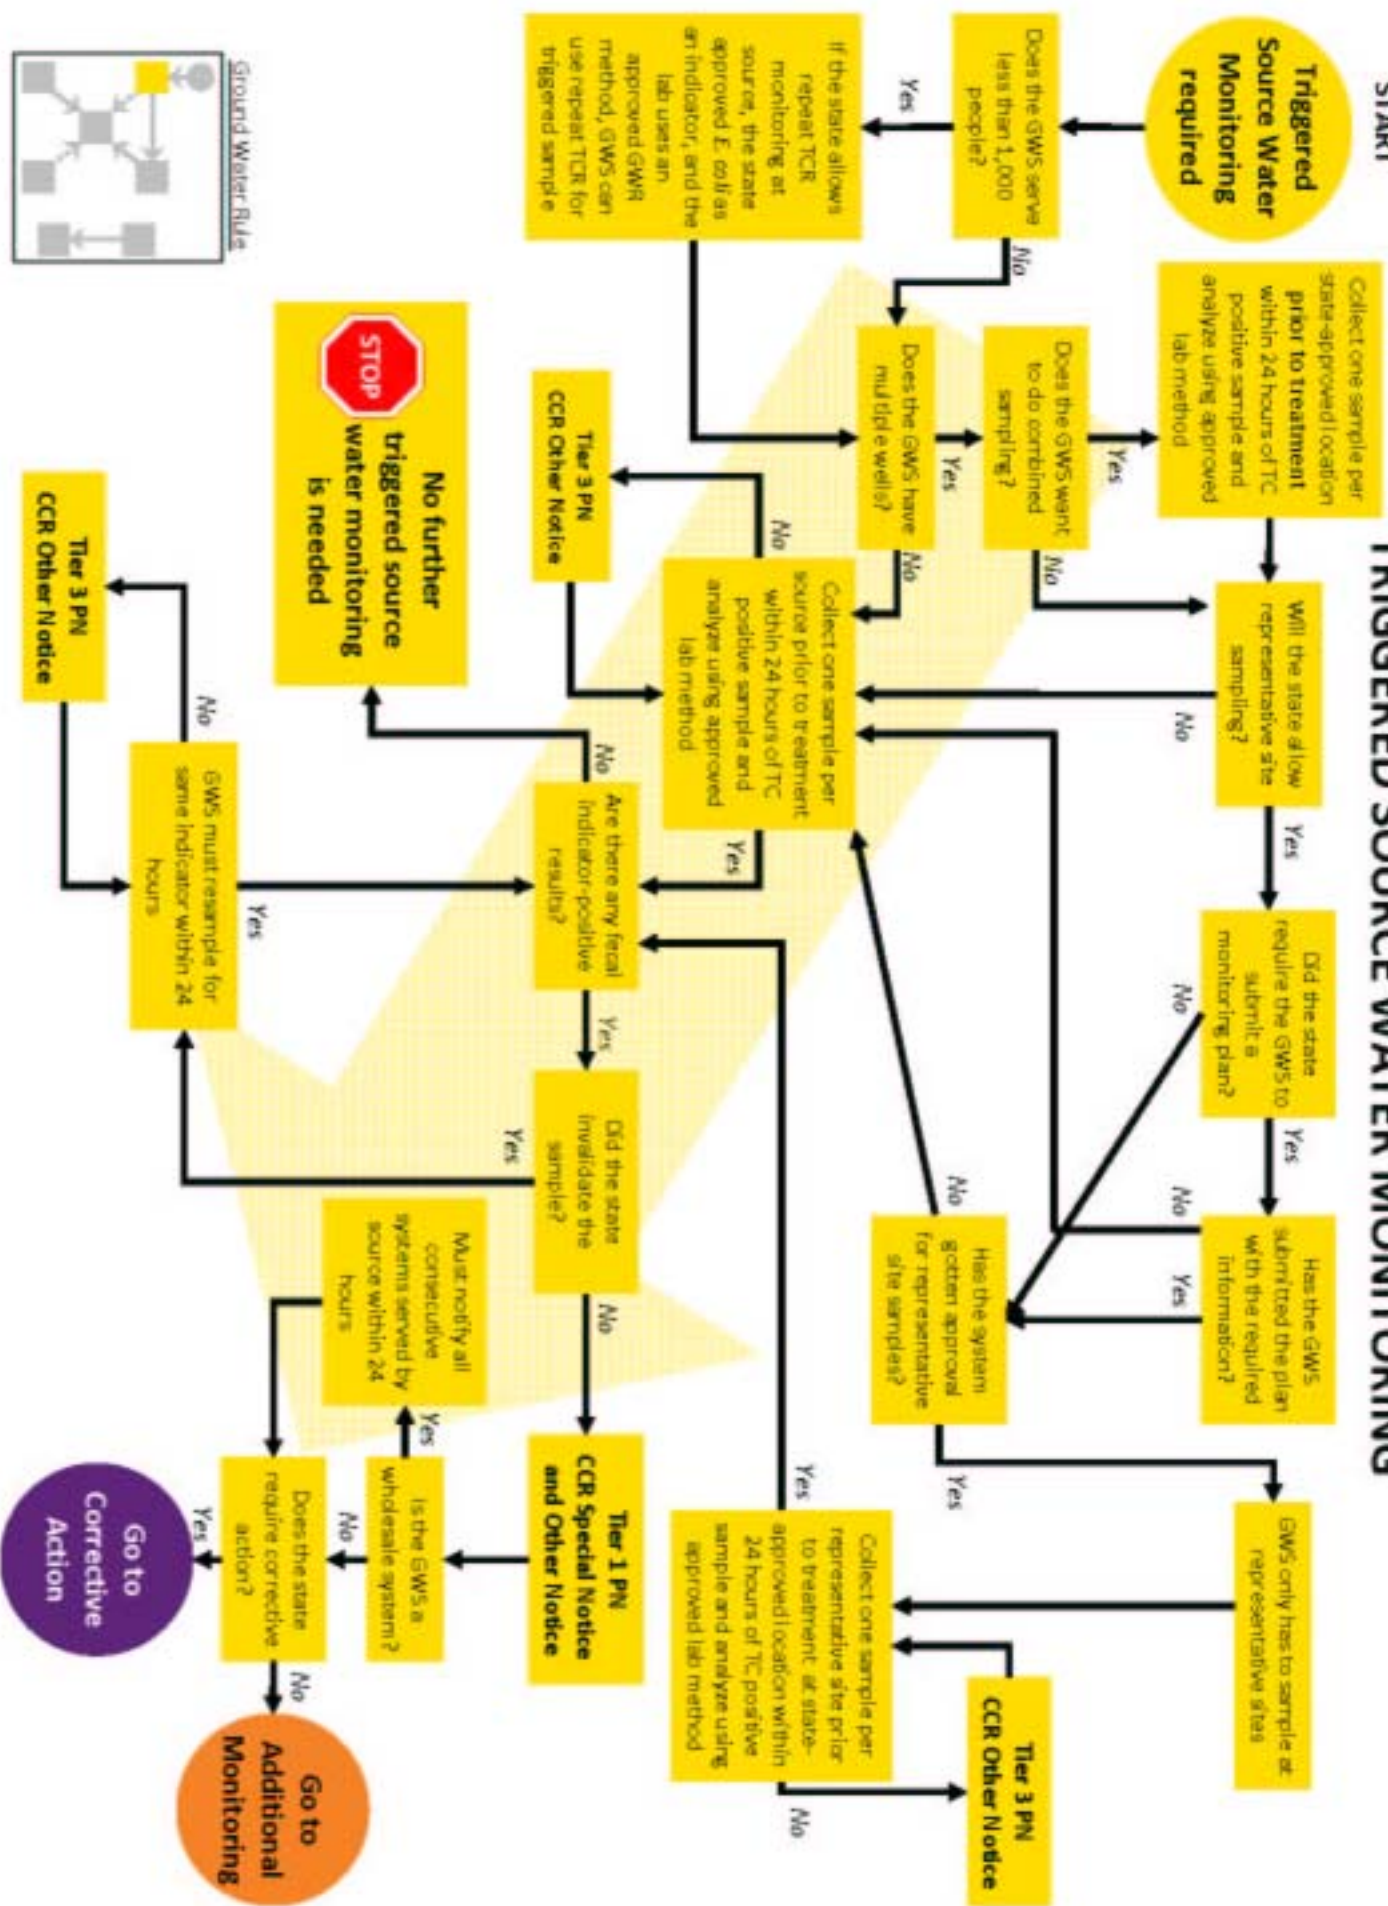 TRIGGERED SOURCE WATER MONITORING
START
Triggered
Source Water
Monitoring
required
Collect one sample per
state-approved location
prior to treatment
within 24 hours of TC
positive sample and
analyze using approved
lab method
Will the state allow
representative site
sampling?
Yes
Did the state
require the GWS to
submit a
monitoring plan?
Yes
Has the GWS
submitted the plan
with the required
information?
GWS only has to sample at
representative sites
No
No
No
Yes
Yes
Does the GWS serve
less than 1,000
people?
No
Does the GWS want
to do combined
sampling?
No
Yes
Does the GWS have
multiple wells?
No
Has the system
gotten approval
for representative
site samples?
No
Yes
Tier 3 PN
CCR Other Notice
Yes
If the state allows
repeat TCR
monitoring at
source, the state
approved E. coli as
an indicator, and the
lab uses an
approved GWR
method, GWS can
use repeat TCR for
triggered sample
Collect one sample per
source prior to treatment
within 24 hours of TC
positive sample and
analyze using approved
lab method
No
Yes
Collect one sample per
representative site prior
to treatment at state-
approved location within
24 hours of TC positive
sample and analyze using
approved lab method
Yes
No
Tier 3 PN
CCR Other Notice
Are there any fecal
indicator-positive
results?
No
Yes
Did the state
invalidate the
sample?
No
Yes
Tier 1 PN
CCR Special Notice
and Other Notice
STOP
No further
triggered source
water monitoring
is needed
Must notify all
consecutive
systems served by
source within 24
hours
Yes
Is the GWS a
wholesale system?
No
Ground Water Rule
Tier 3 PN
CCR Other Notice
No
GWS must resample for
same indicator within 24
hours
Yes
Does the state
require corrective
action?
No
Yes
Go to
Additional
Monitoring
Go to
Corrective
Action